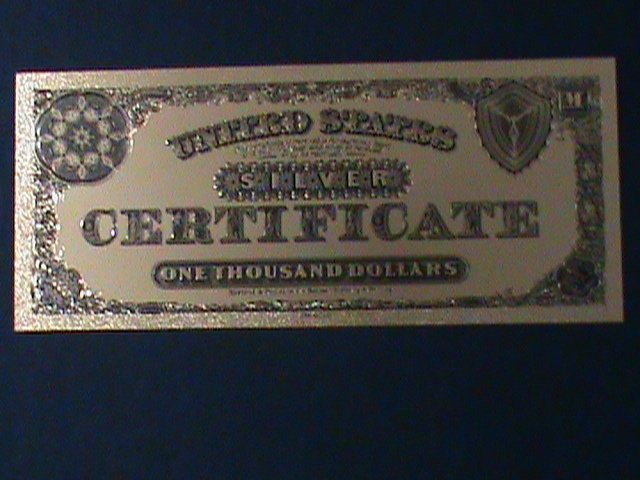 UNITED STATES
SILVER
CERTIFICATE
ONE THOUSAND DOLLARS